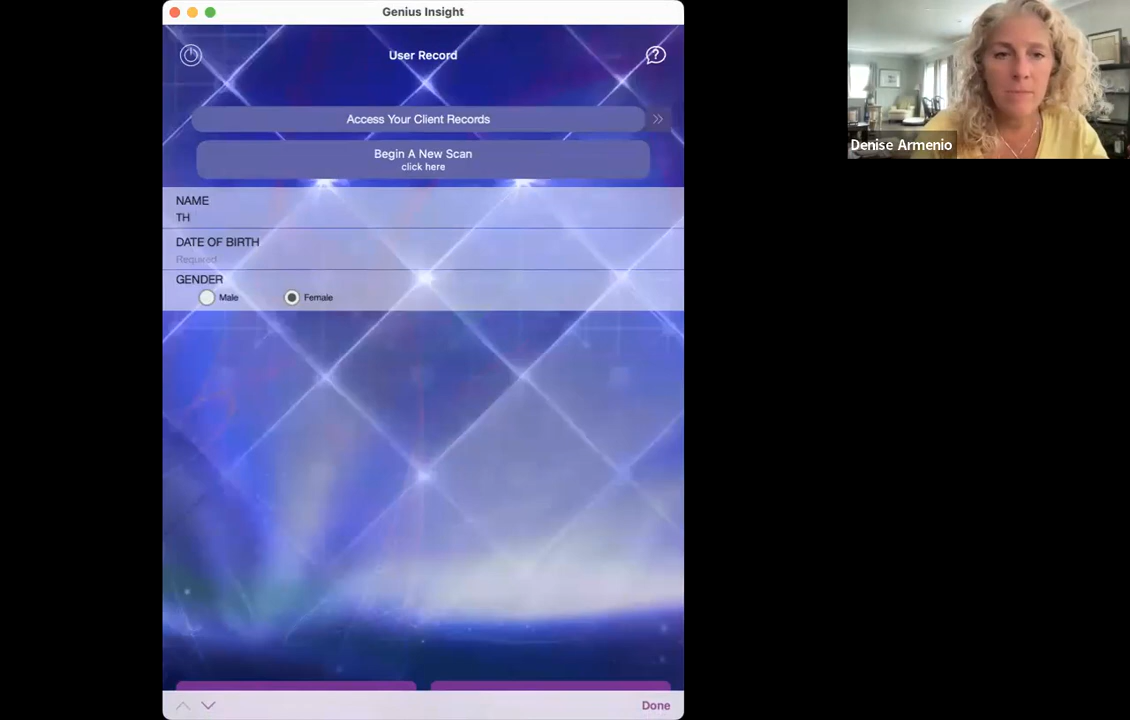 Genius Insight
User Record
Access Your Client Records
Begin A New Scan
click here
NAME
TH
DATE OF BIRTH
Required
GENDER
Male
Female
Done
Denise Armenio